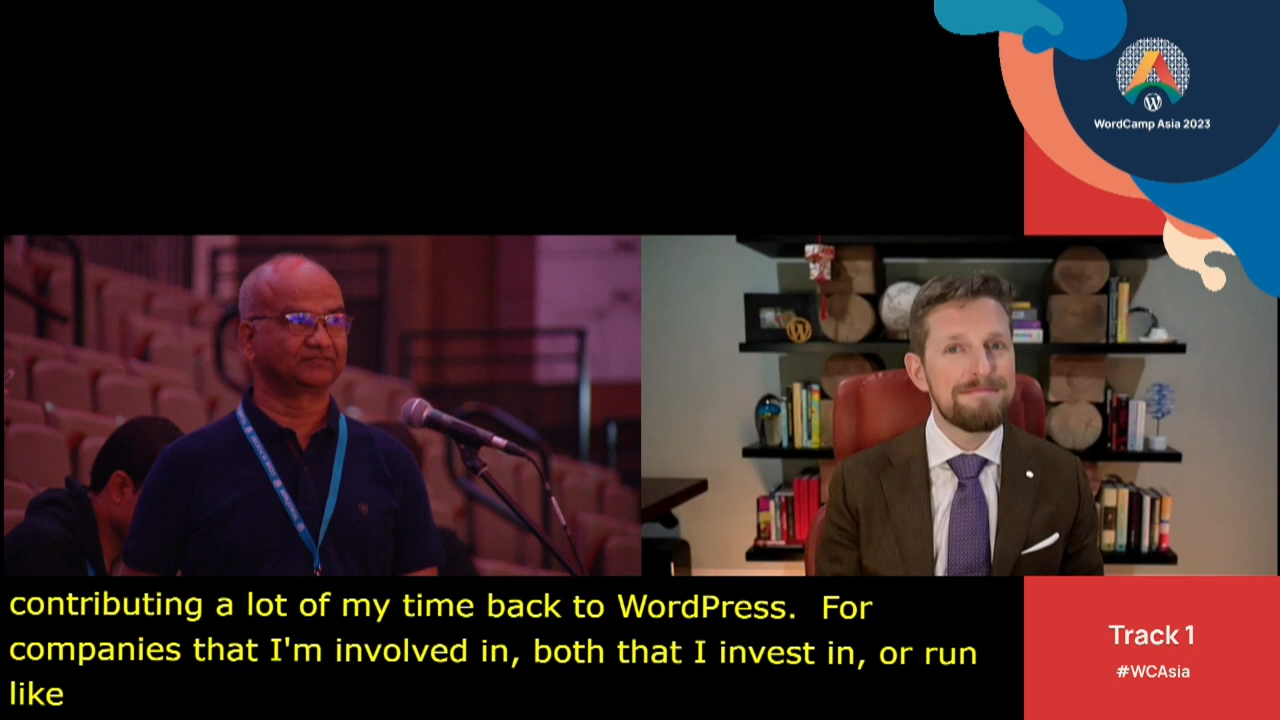 WordCamp Asia 2023
contributing a lot of my time back to WordPress.  For
companies that I'm involved in, both that I invest in, or run
like
Track 1
#WCAsia